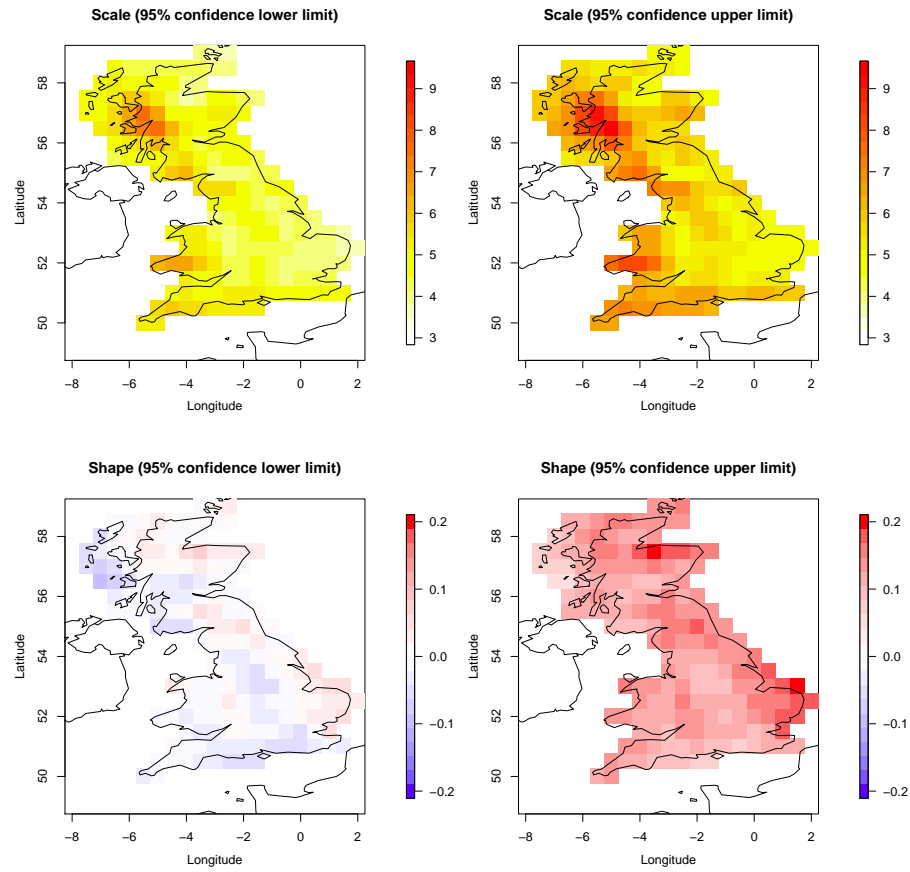 Scale (95% confidence lower limit)
Latitude
58
56
54
52
50
−8 −6 −4 −2 0 2
Longitude
9
8
7
6
5
4
3
Scale (95% confidence upper limit)
Latitude
58
56
54
52
50
−8 −6 −4 −2 0 2
Longitude
9
8
7
6
5
4
3
Shape (95% confidence lower limit)
Latitude
58
56
54
52
50
−8 −6 −4 −2 0 2
Longitude
0.2
0.1
0.0
−0.1
−0.2
Shape (95% confidence upper limit)
Latitude
58
56
54
52
50
−8 −6 −4 −2 0 2
Longitude
0.2
0.1
0.0
−0.1
−0.2